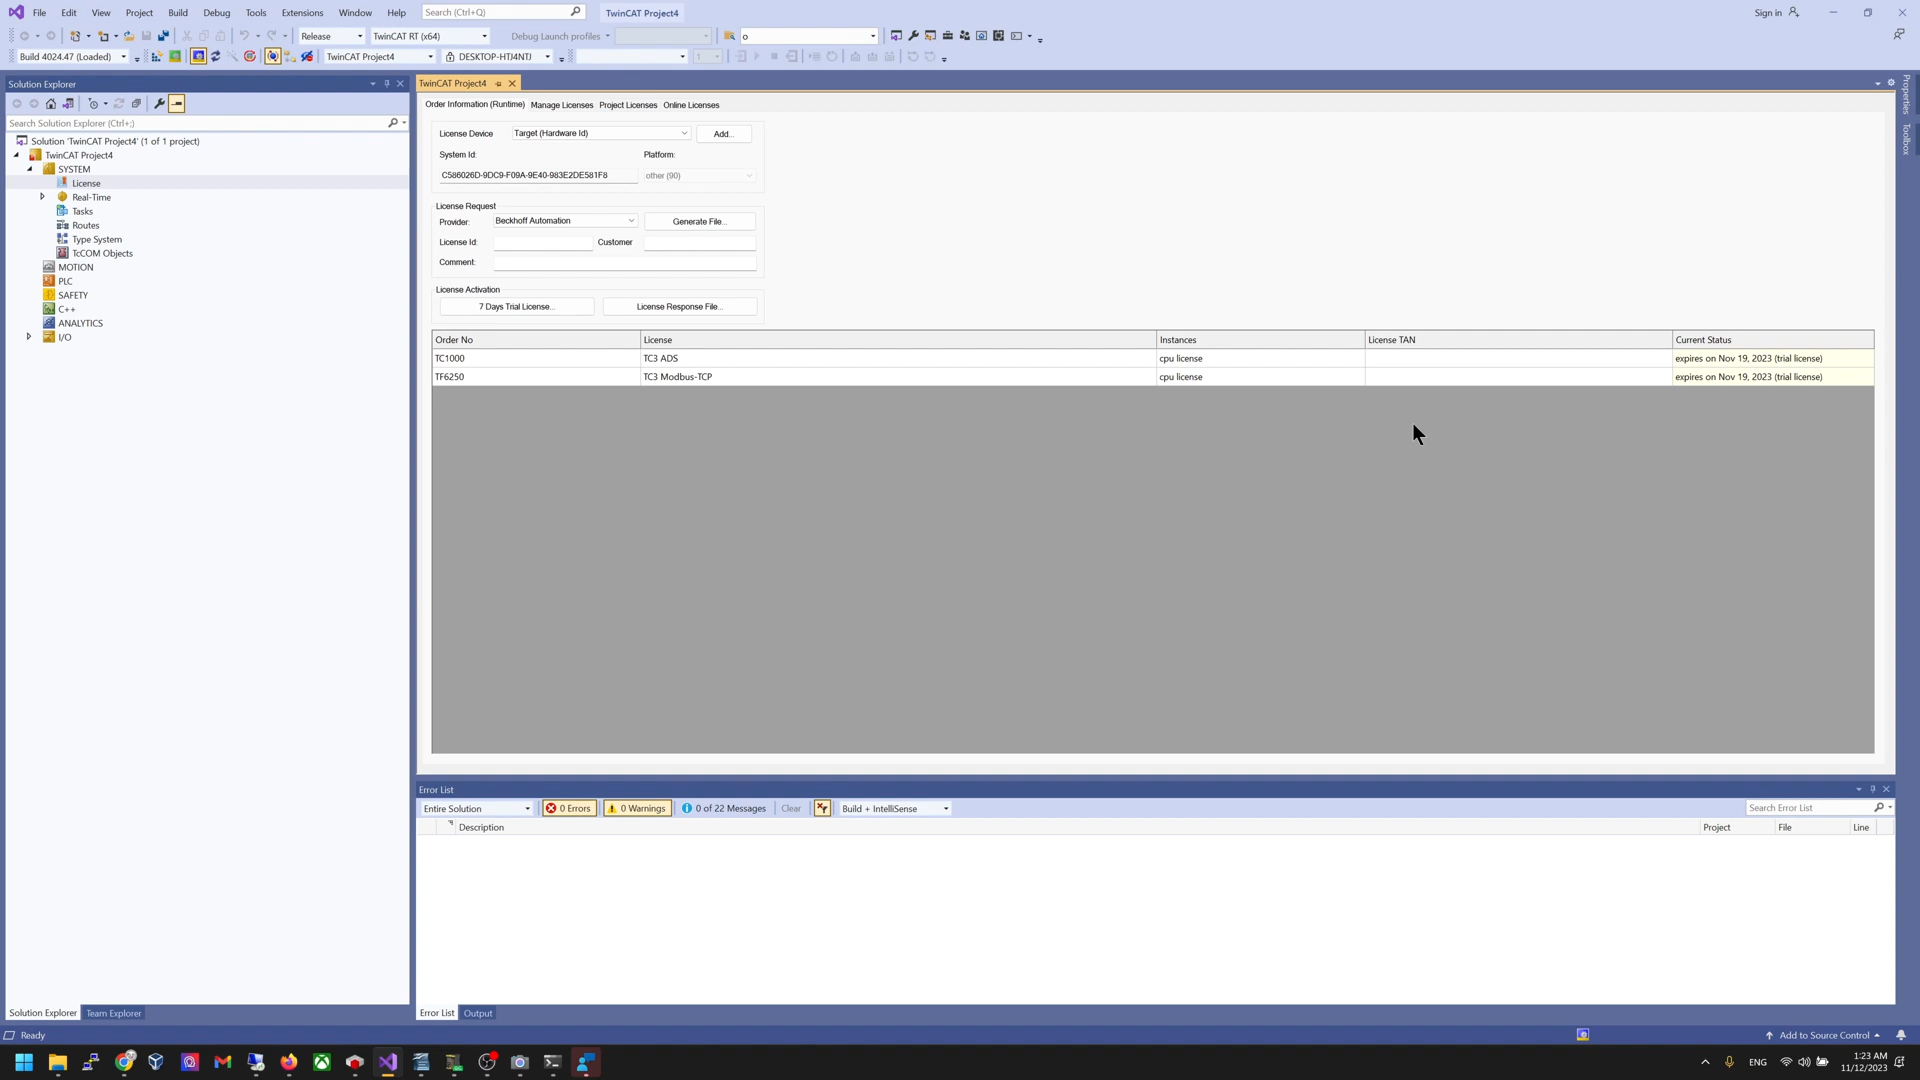 File Edit View Project Build Debug Tools Extensions Window Help Search (Ctrl+Q) TwinCAT Project4 Sign in
Release TwinCAT RT (x64) Debug Launch profiles o
Build 4024.47 (Loaded) TwinCAT Project4 DESKTOP-HTJ4NTJ 1
Solution Explorer
Search Solution Explorer (Ctrl+;)
Solution 'TwinCAT Project4' (1 of 1 project)
TwinCAT Project4
SYSTEM
License
Real-Time
Tasks
Routes
Type System
TcCOM Objects
MOTION
PLC
SAFETY
C++
ANALYTICS
I/O
Solution Explorer Team Explorer
TwinCAT Project4
Order Information (Runtime) Manage Licenses Project Licenses Online Licenses
License Device Target (Hardware Id) Add...
System Id: Platform:
C586026D-9DC9-F09A-9E40-983E2DE581F8 other (90)
License Request
Provider: Beckhoff Automation Generate File...
License Id: Customer
Comment:
License Activation
7 Days Trial License... License Response File...
Order No License Instances License TAN Current Status
TC1000 TC3 ADS cpu license expires on Nov 19, 2023 (trial license)
TF6250 TC3 Modbus-TCP cpu license expires on Nov 19, 2023 (trial license)
Error List
Entire Solution 0 Errors 0 Warnings 0 of 22 Messages Clear Build + IntelliSense Search Error List
Description Project File Line
Error List Output
Properties
Toolbox
Ready Add to Source Control
ENG 1:23 AM
11/12/2023